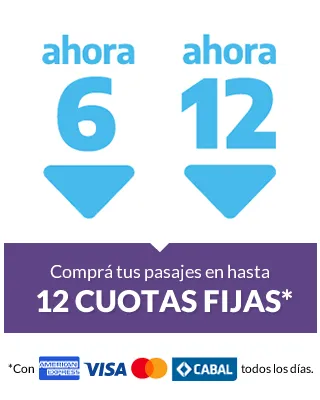 ahora ahora
6 12
Comprá tus pasajes en hasta
12 CUOTAS FIJAS*
*Con AMERICAN EXPRESS VISA MasterCard CABAL todos los días.